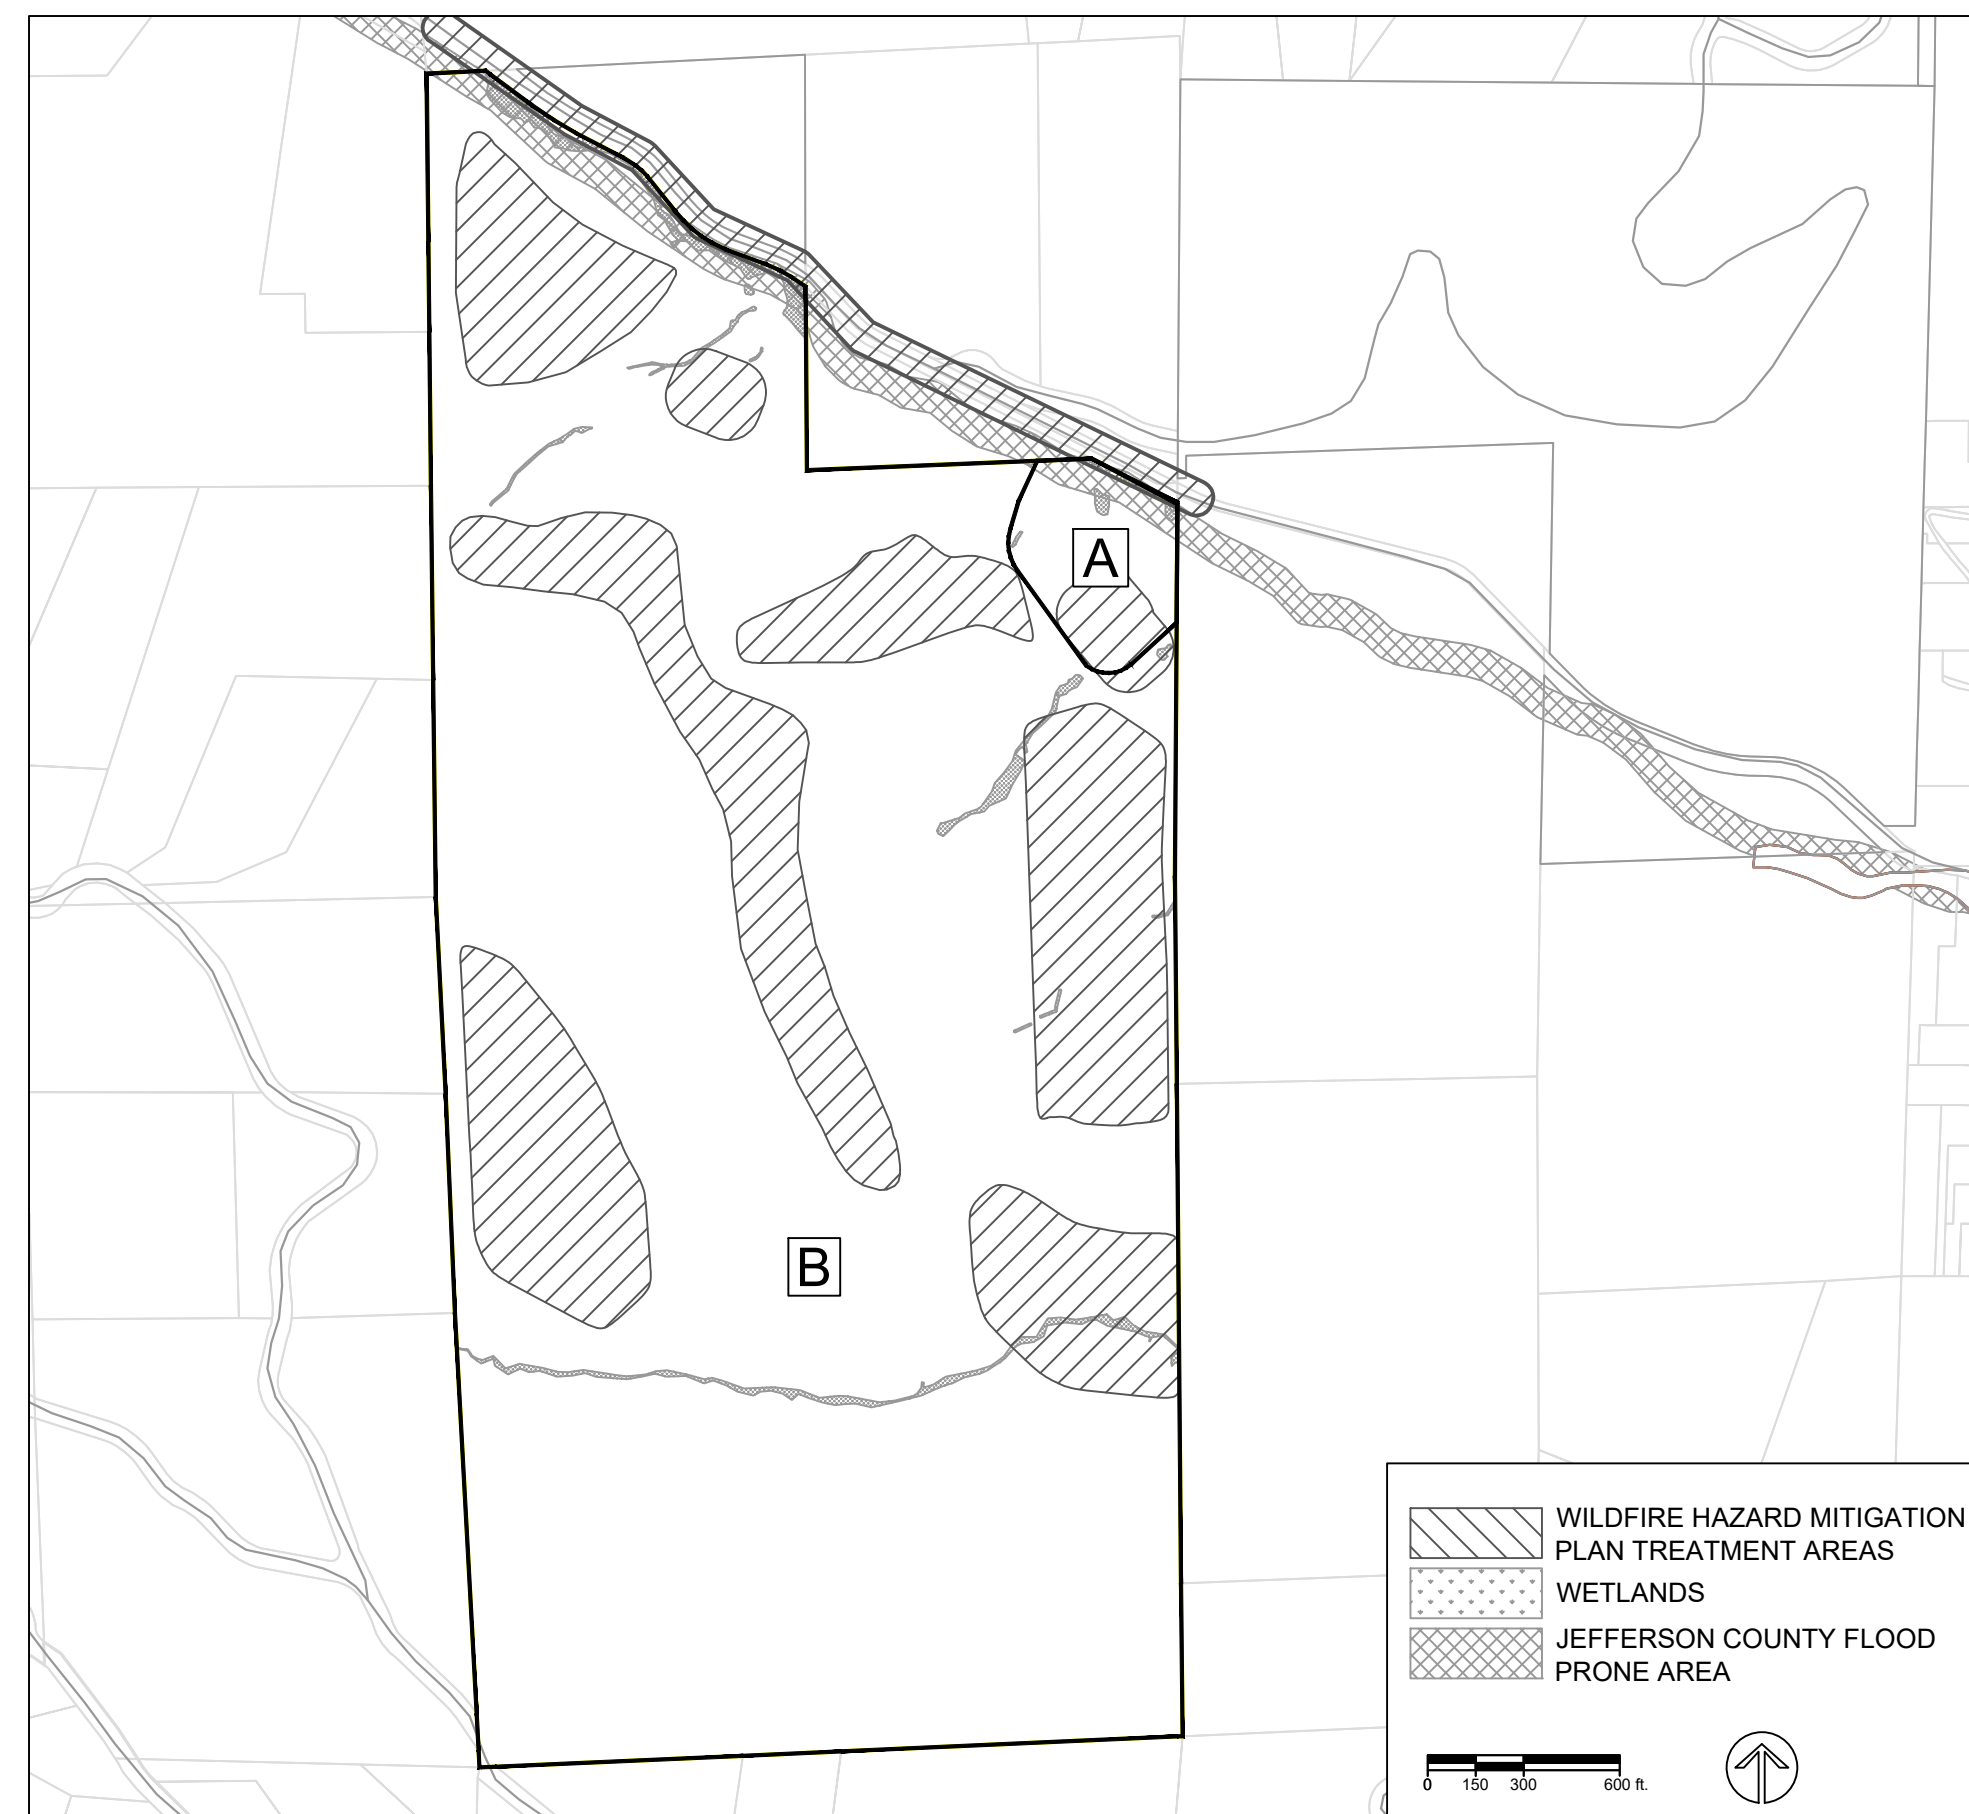 A
B
WILDFIRE HAZARD MITIGATION
PLAN TREATMENT AREAS
WETLANDS
JEFFERSON COUNTY FLOOD
PRONE AREA
0 150 300 600 ft.